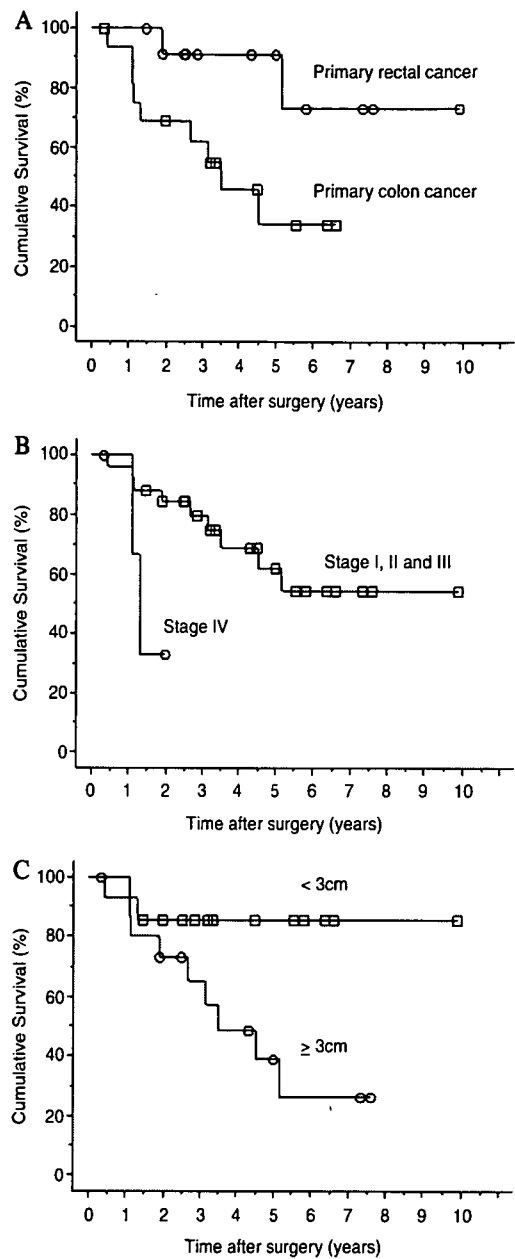 A
Cumulative Survival (%)
100
80
60
40
20
0
Primary rectal cancer
Primary colon cancer
0 1 2 3 4 5 6 7 8 9 10
Time after surgery (years)
B
Cumulative Survival (%)
100
80
60
40
20
0
Stage I, II and III
Stage IV
0 1 2 3 4 5 6 7 8 9 10
Time after surgery (years)
C
Cumulative Survival (%)
100
80
60
40
20
0
< 3cm
≥ 3cm
0 1 2 3 4 5 6 7 8 9 10
Time after surgery (years)